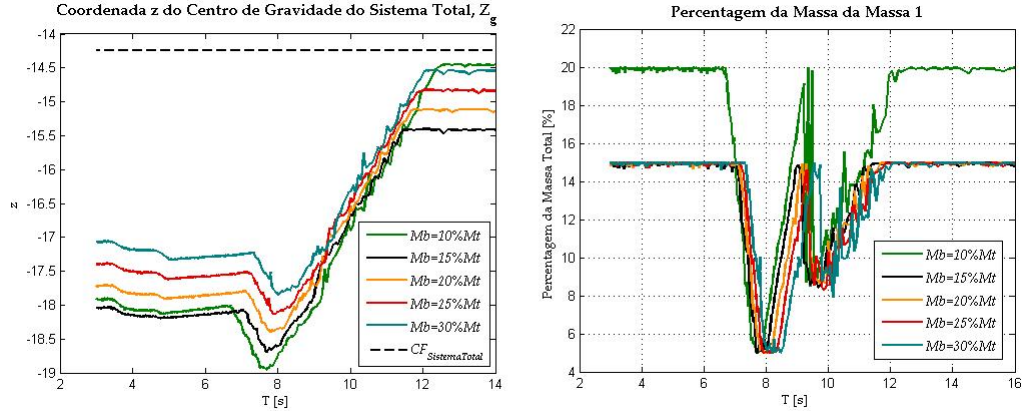 Coordenada z do Centro de Gravidade do Sistema Total, Z_g
-14
-14.5
-15
-15.5
-16
-16.5
-17
-17.5
-18
-18.5
-19
z
2
4
6
8
10
12
14
T [s]
Mb=10%Mt
Mb=15%Mt
Mb=20%Mt
Mb=25%Mt
Mb=30%Mt
CF_SistemaTotal
Percentagem da Massa da Massa 1
22
20
18
16
14
12
10
8
6
4
Percentagem da Massa Total [%]
2
4
6
8
10
12
14
16
T [s]
Mb=10%Mt
Mb=15%Mt
Mb=20%Mt
Mb=25%Mt
Mb=30%Mt